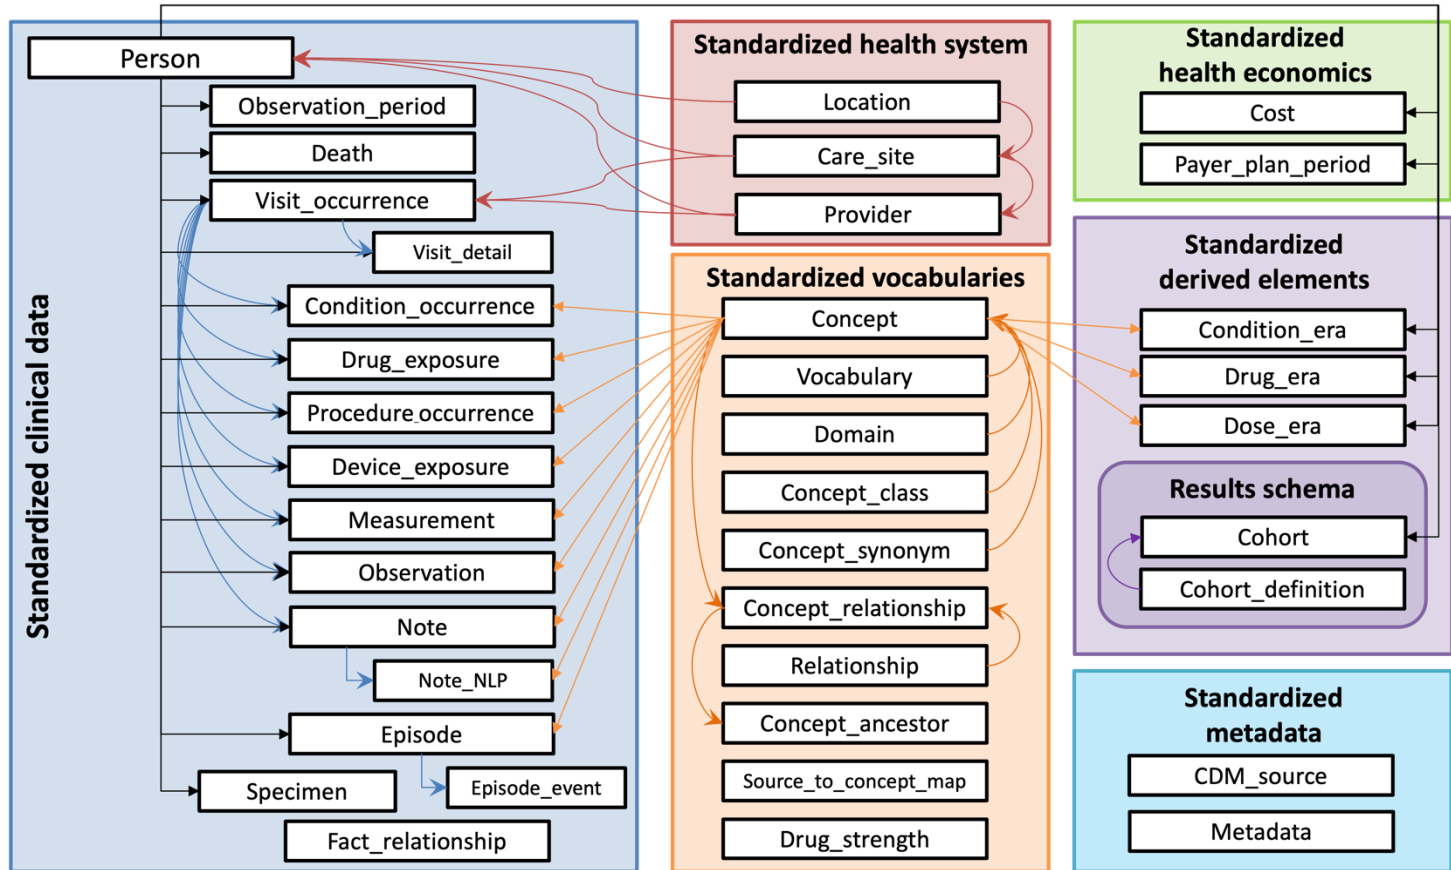 Standardized clinical data
Person
Observation_period
Death
Visit_occurrence
Visit_detail
Condition_occurrence
Drug_exposure
Procedure_occurrence
Device_exposure
Measurement
Observation
Note
Note_NLP
Episode
Episode_event
Specimen
Fact_relationship
Standardized health system
Location
Care_site
Provider
Standardized vocabularies
Concept
Vocabulary
Domain
Concept_class
Concept_synonym
Concept_relationship
Relationship
Concept_ancestor
Source_to_concept_map
Drug_strength
Standardized
health economics
Cost
Payer_plan_period
Standardized
derived elements
Condition_era
Drug_era
Dose_era
Results schema
Cohort
Cohort_definition
Standardized
metadata
CDM_source
Metadata